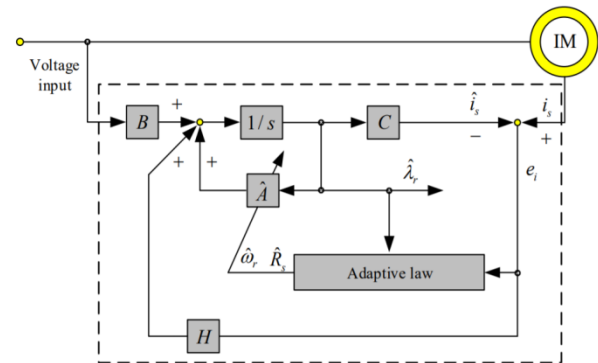 IM
Voltage
input
B
+
1/s
C
î_s
−
i_s
+
+
+
e_i
Â
λ̂_r
ω̂_r R̂_s
Adaptive law
H